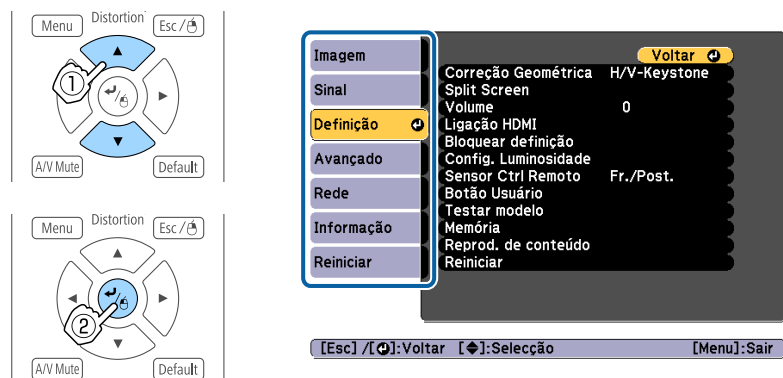 Menu Distortion Esc /
①
A/V Mute Default
Menu Distortion Esc /
②
A/V Mute Default
Imagem
Sinal
Definição
Avançado
Rede
Informação
Reiniciar
Voltar
Correção Geométrica H/V-Keystone
Split Screen
Volume 0
Ligação HDMI
Bloquear definição
Config. Luminosidade
Sensor Ctrl Remoto Fr./Post.
Botão Usuário
Testar modelo
Memória
Reprod. de conteúdo
Reiniciar
[Esc] /[ ]:Voltar [ ]:Selecção [Menu]:Sair